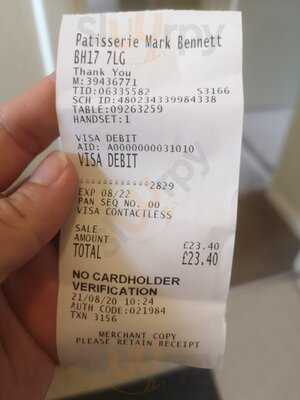 Patisserie Mark Bennett
BH17 7LG
Thank You
M:39436771
TID:06335582 S3166
SCH ID:480234339984338
TABLE:09263259
HANDSET:1
VISA DEBIT
AID: A0000000031010
VISA DEBIT
************2829
EXP 08/22
PAN SEQ NO. 00
VISA CONTACTLESS
SALE
AMOUNT £23.40
TOTAL £23.40
NO CARDHOLDER
VERIFICATION
21/08/20 10:24
AUTH CODE:021984
TXN 3156
MERCHANT COPY
PLEASE RETAIN RECEIPT